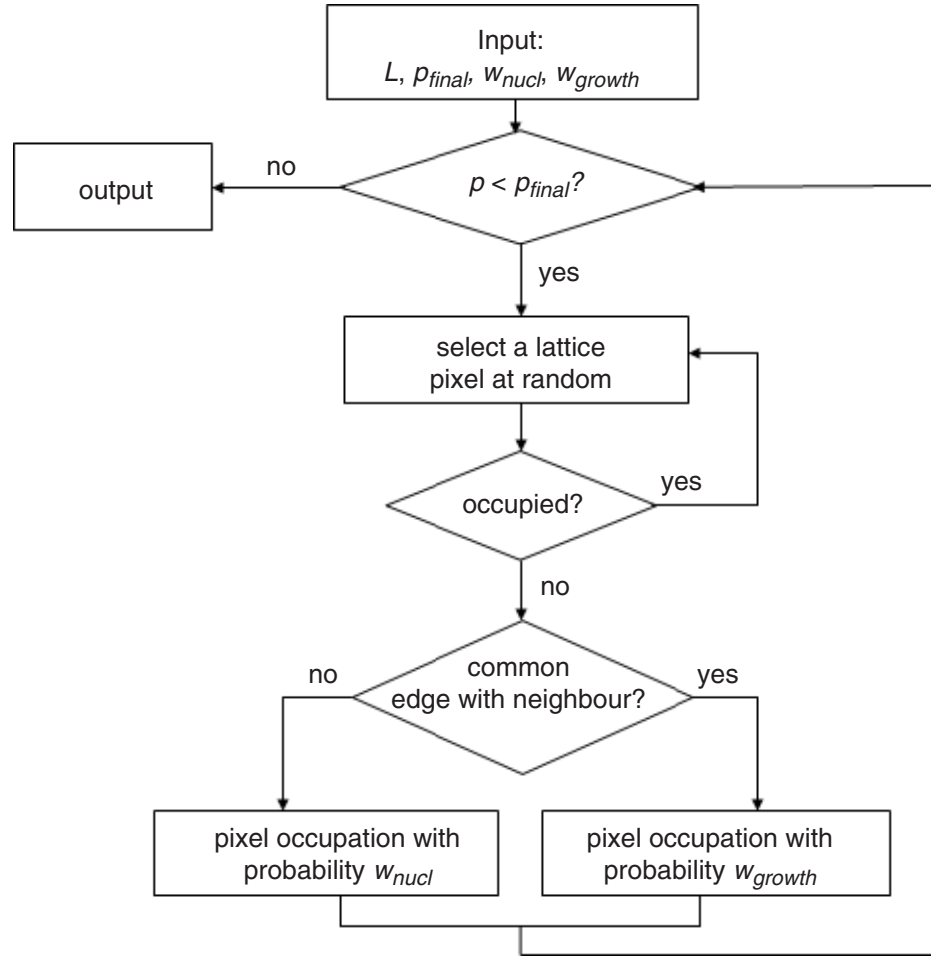 Input:
L, p_final, w_nucl, w_growth
no
output
p < p_final?
yes
select a lattice
pixel at random
occupied?
yes
no
no
common
edge with neighbour?
yes
pixel occupation with
probability w_nucl
pixel occupation with
probability w_growth